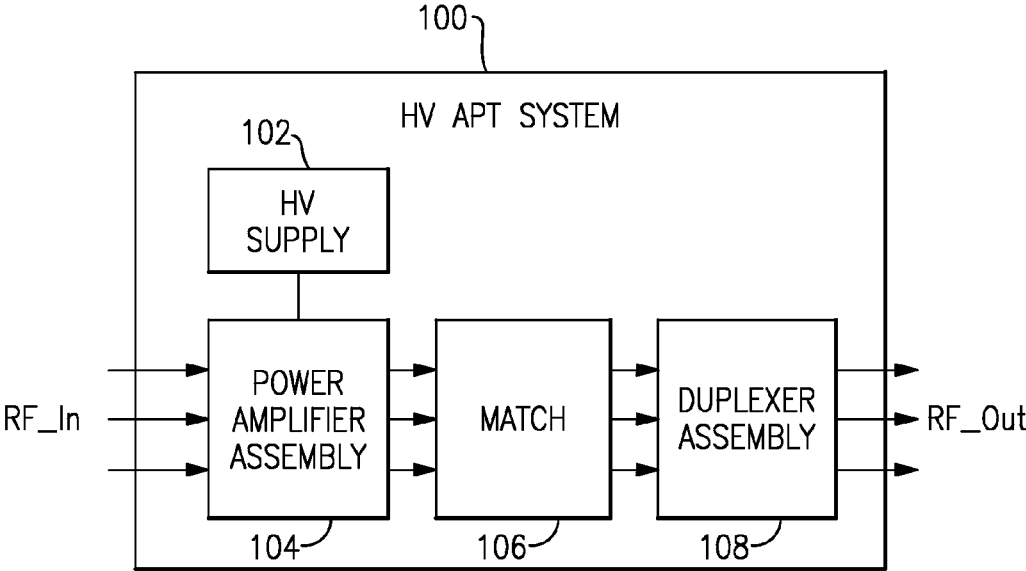 100
HV APT SYSTEM
102
HV
SUPPLY
RF_In
POWER
AMPLIFIER
ASSEMBLY
MATCH
DUPLEXER
ASSEMBLY
RF_Out
104
106
108